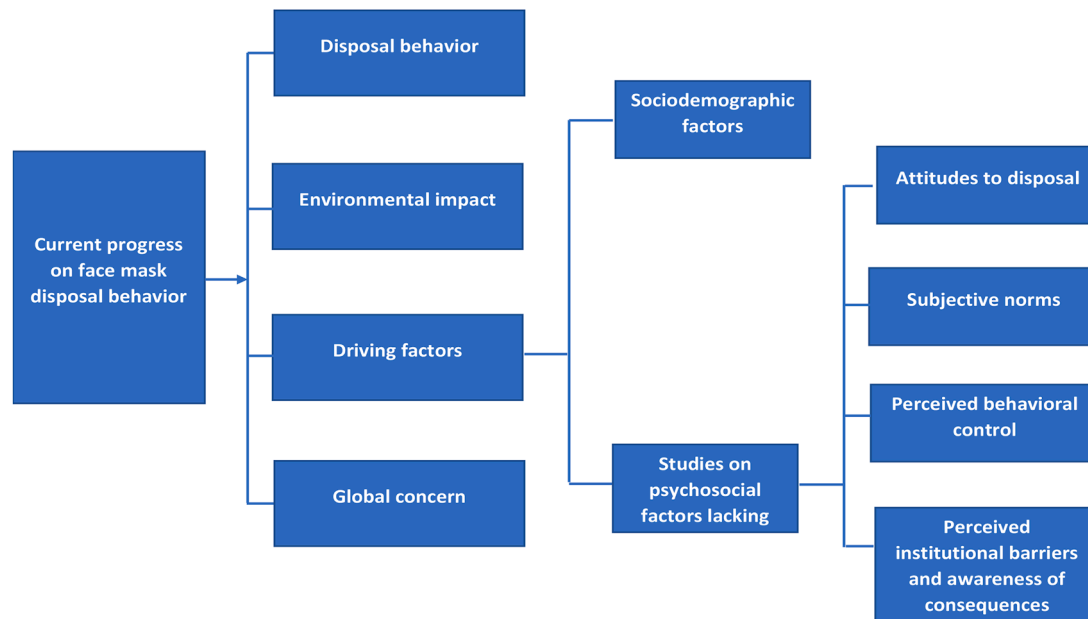 Current progress
on face mask
disposal behavior
Disposal behavior
Environmental impact
Driving factors
Global concern
Sociodemographic
factors
Studies on
psychosocial
factors lacking
Attitudes to disposal
Subjective norms
Perceived behavioral
control
Perceived
institutional barriers
and awareness of
consequences